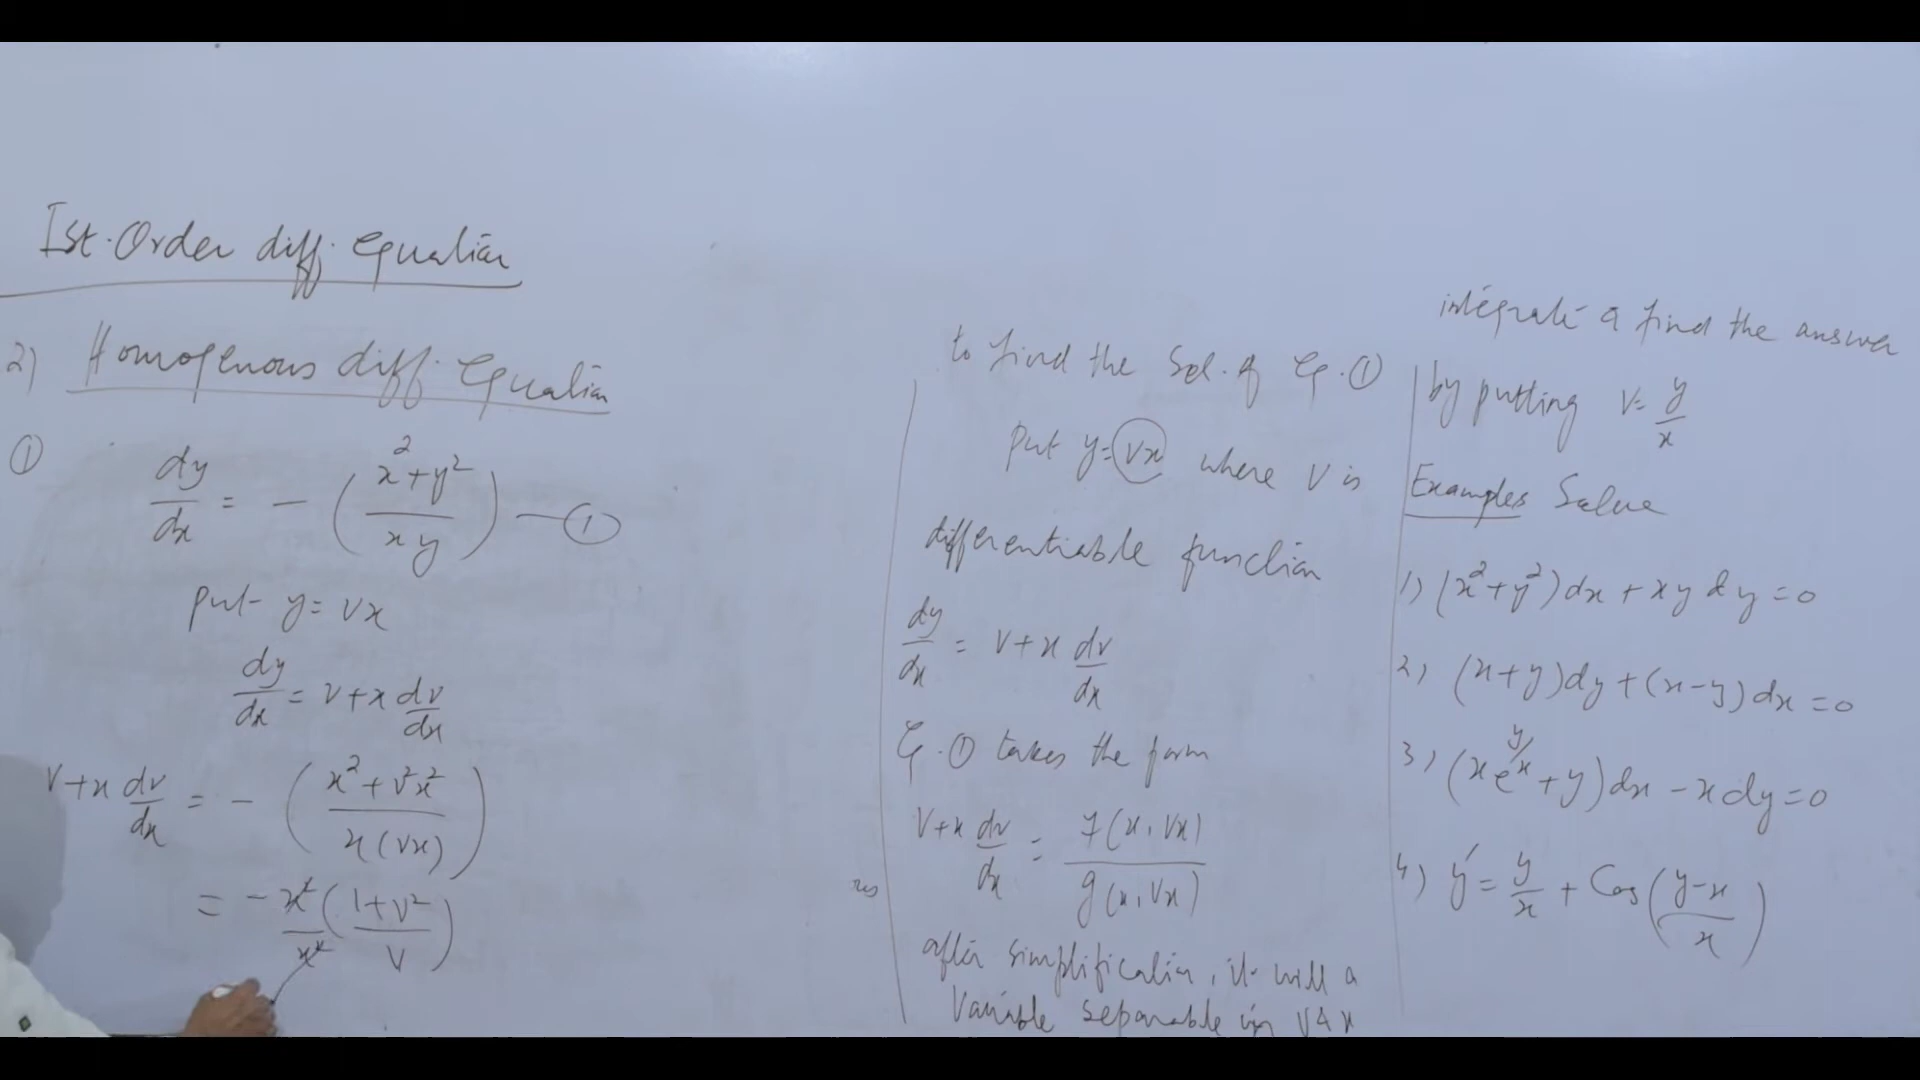 Ist. Order diff. equation
2) Homogenous diff. Equation
①
dy/dx = - (x²+y²/xy) — ①
put y = vx
dy/dx = v+x dv/dx
v+x dv/dx = - (x²+v²x²/x(vx))
= - x²/x² (1+v²/v)
to find the Sol. of Eq. ①
put y = vx where v is
differentiable function
dy/dx = v+x dv/dx
Eq. ① takes the form
v+x dv/dx = f(x,vx)/g(x,vx)
after simplification, it will a
Variable separable in v & x
integrate & find the answer
by putting v = y/x
Examples Solve
1) (x²+y²)dx + xy dy = 0
2) (x+y)dy + (x-y)dx = 0
3) (xe^{y/x} + y)dx - x dy = 0
4) y' = y/x + Cos(y-x/x)